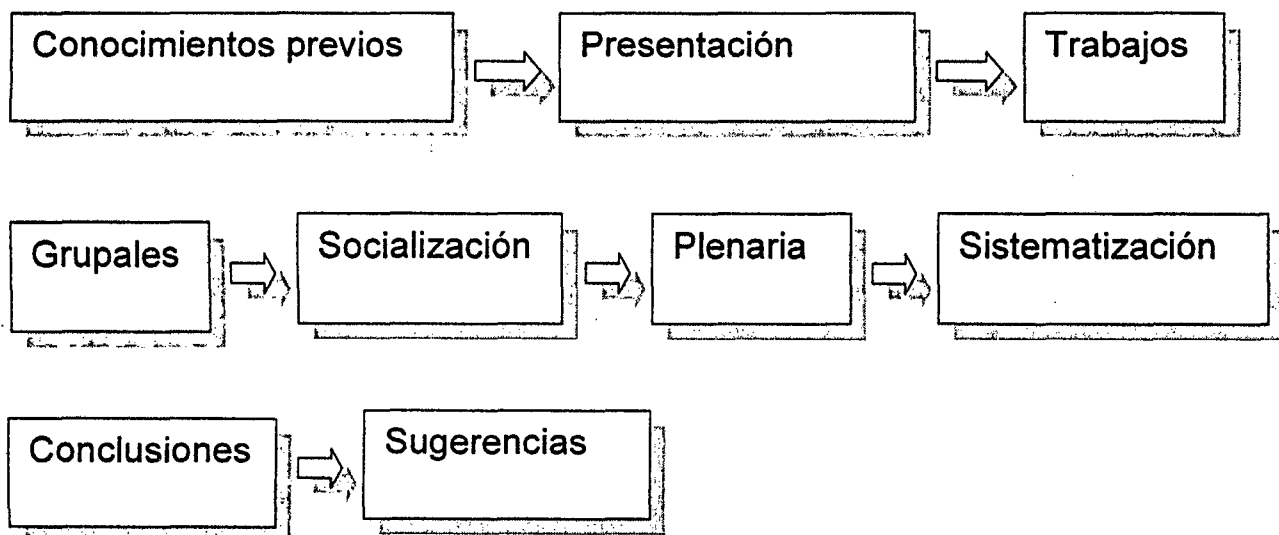 Conocimientos previos
Presentación
Trabajos
Grupales
Socialización
Plenaria
Sistematización
Conclusiones
Sugerencias